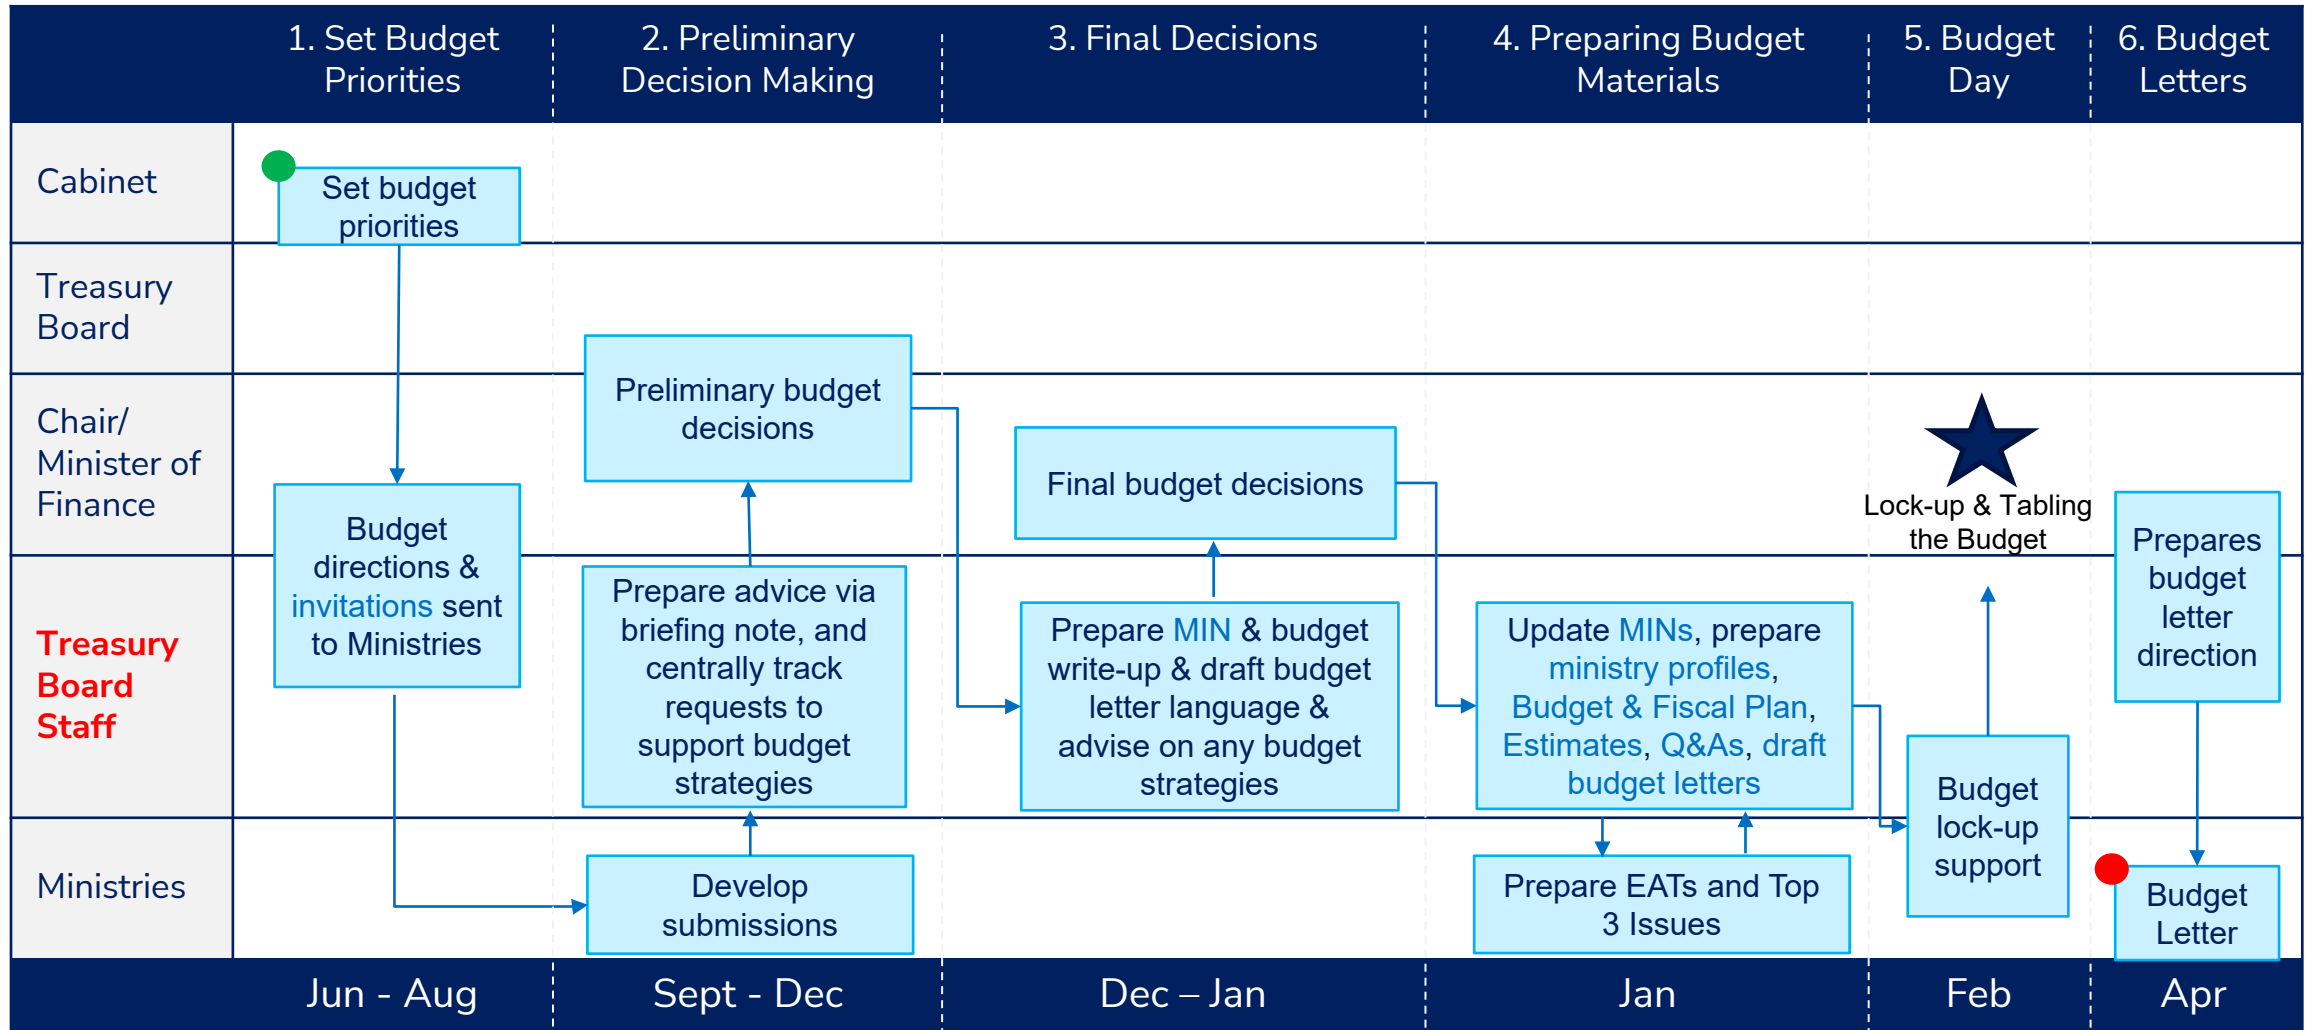 1. Set Budget
Priorities
2. Preliminary
Decision Making
3. Final Decisions
4. Preparing Budget
Materials
5. Budget
Day
6. Budget
Letters
Cabinet
Set budget
priorities
Treasury
Board
Chair/
Minister of
Finance
Preliminary budget
decisions
Final budget decisions
Lock-up & Tabling
the Budget
Budget
directions &
invitations sent
to Ministries
Prepares
budget
letter
direction
Treasury
Board
Staff
Prepare advice via
briefing note, and
centrally track
requests to
support budget
strategies
Prepare MIN & budget
write-up & draft budget
letter language &
advise on any budget
strategies
Update MINs, prepare
ministry profiles,
Budget & Fiscal Plan,
Estimates, Q&As, draft
budget letters
Budget
lock-up
support
Ministries
Develop
submissions
Prepare EATs and Top
3 Issues
Budget
Letter
Jun - Aug
Sept - Dec
Dec – Jan
Jan
Feb
Apr